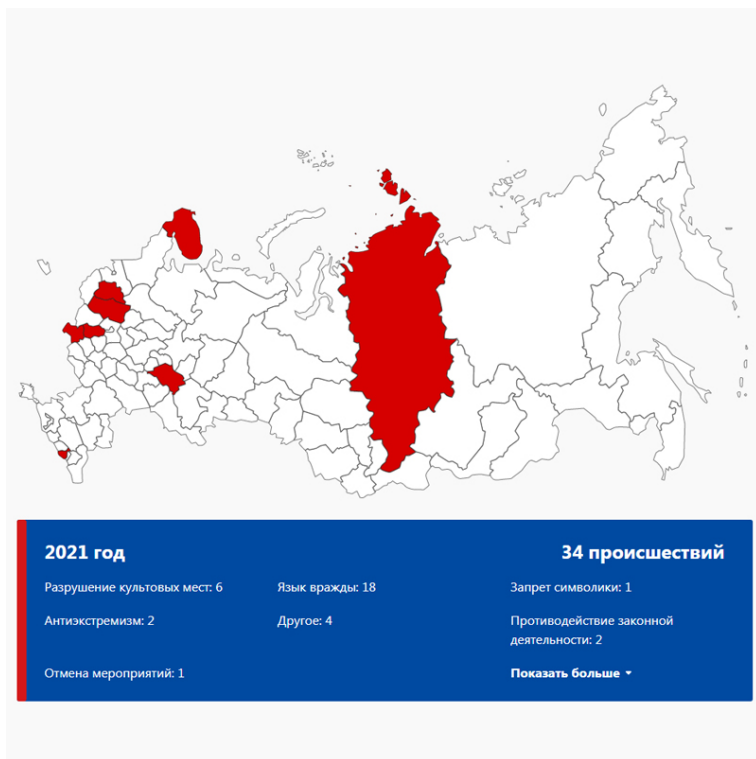 2021 год
34 происшествий
Разрушение культовых мест: 6
Язык вражды: 18
Запрет символики: 1
Антиэкстремизм: 2
Другое: 4
Противодействие законной
деятельности: 2
Отмена мероприятий: 1
Показать больше